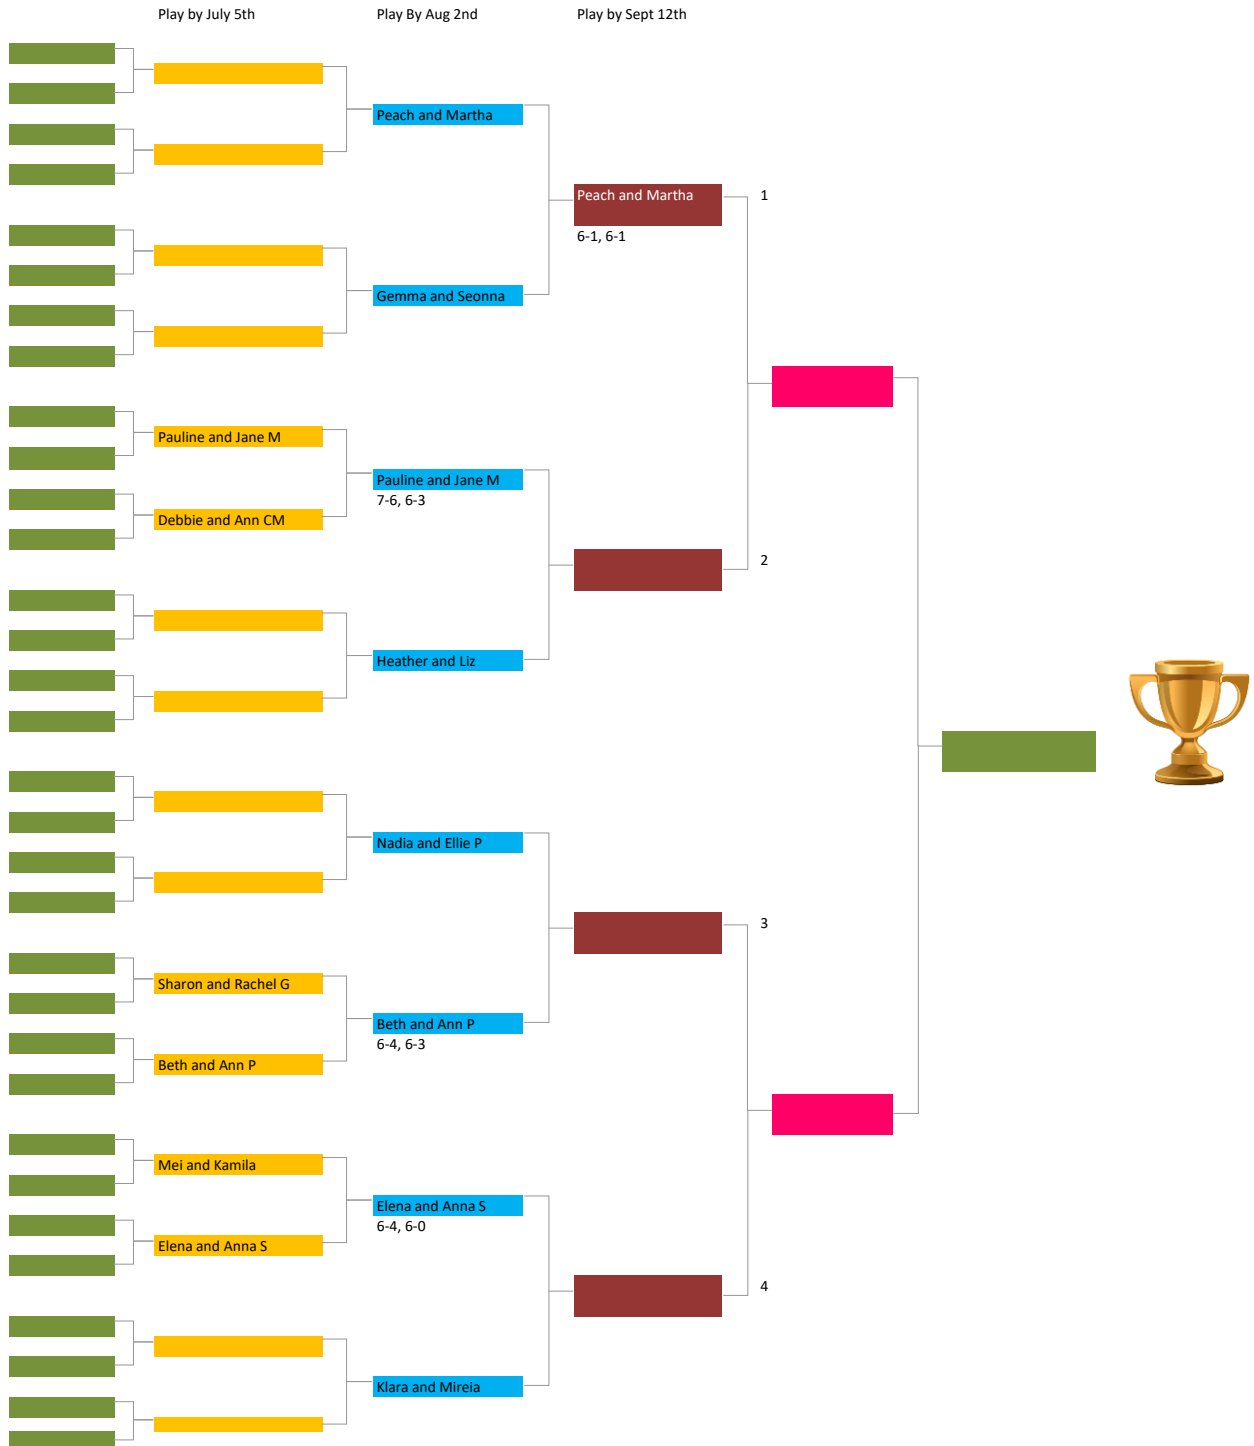 Play by July 5th
Play By Aug 2nd
Play by Sept 12th
Peach and Martha
Peach and Martha
1
6-1, 6-1
Gemma and Seonna
Pauline and Jane M
Pauline and Jane M
7-6, 6-3
Debbie and Ann CM
2
Heather and Liz
Nadia and Ellie P
3
Sharon and Rachel G
Beth and Ann P
6-4, 6-3
Beth and Ann P
Mei and Kamila
Elena and Anna S
6-4, 6-0
Elena and Anna S
4
Klara and Mireia